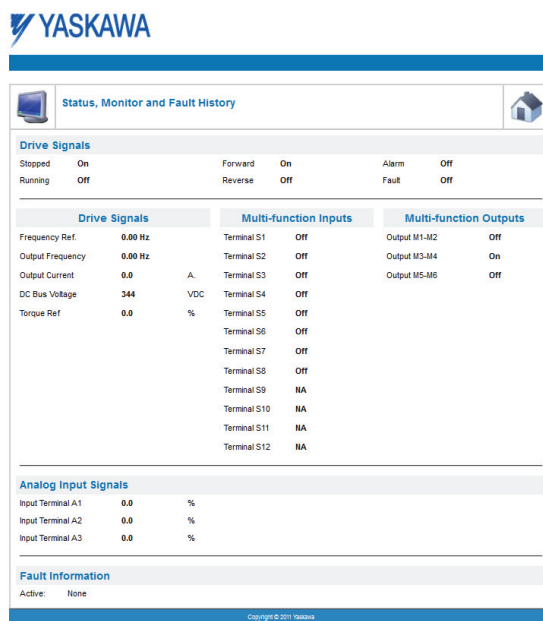 YASKAWA
Status, Monitor and Fault History
Drive Signals
Stopped On Forward On Alarm Off
Running Off Reverse Off Fault Off
Drive Signals Multi-function Inputs Multi-function Outputs
Frequency Ref. 0.00 Hz Terminal S1 Off Output M1-M2 Off
Output Frequency 0.00 Hz Terminal S2 Off Output M3-M4 On
Output Current 0.0 A. Terminal S3 Off Output M5-M6 Off
DC Bus Voltage 344 VDC Terminal S4 Off
Torque Ref 0.0 % Terminal S5 Off
Terminal S6 Off
Terminal S7 Off
Terminal S8 Off
Terminal S9 NA
Terminal S10 NA
Terminal S11 NA
Terminal S12 NA
Analog Input Signals
Input Terminal A1 0.0 %
Input Terminal A2 0.0 %
Input Terminal A3 0.0 %
Fault Information
Active: None
Copyright © 2011 Yaskawa